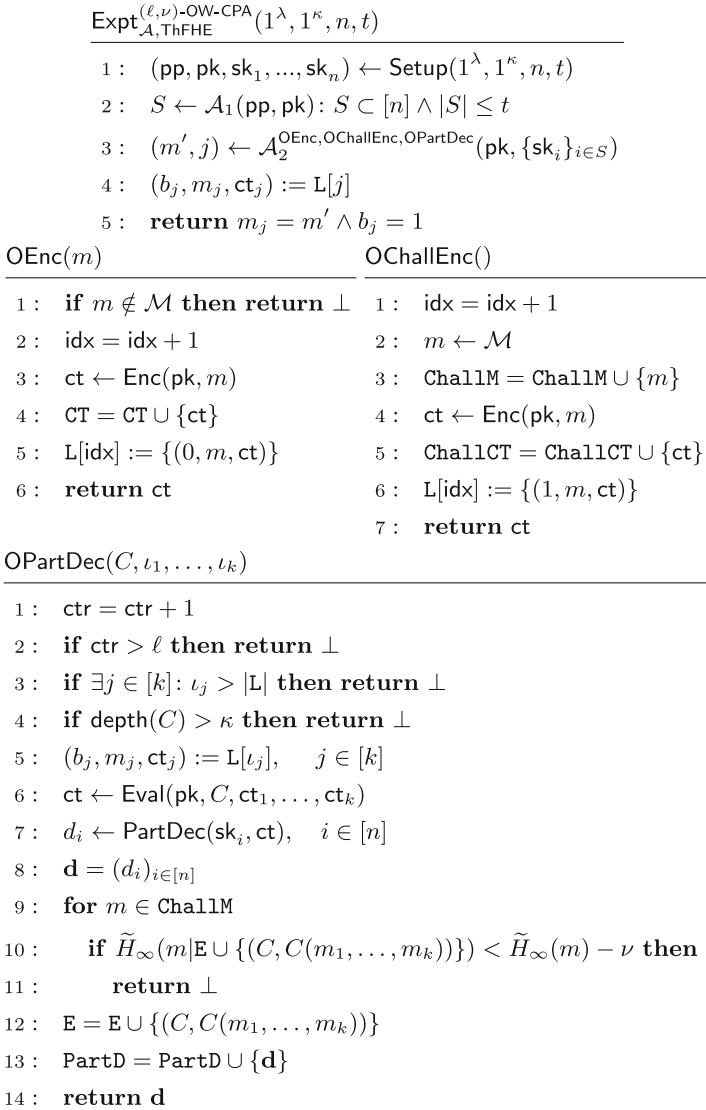 Expt^{(ℓ,ν)-OW-CPA}_{𝒜,ThFHE}(1^λ, 1^κ, n, t)
1 : (pp, pk, sk_1, ..., sk_n) ← Setup(1^λ, 1^κ, n, t)
2 : S ← 𝒜_1(pp, pk): S ⊂ [n] ∧ |S| ≤ t
3 : (m′, j) ← 𝒜_2^{OEnc,OChallEnc,OPartDec}(pk, {sk_i}_{i∈S})
4 : (b_j, m_j, ct_j) := L[j]
5 : return m_j = m′ ∧ b_j = 1
OEnc(m)
1 : if m ∉ ℳ then return ⊥
2 : idx = idx + 1
3 : ct ← Enc(pk, m)
4 : CT = CT ∪ {ct}
5 : L[idx] := {(0, m, ct)}
6 : return ct
OChallEnc()
1 : idx = idx + 1
2 : m ← ℳ
3 : ChallM = ChallM ∪ {m}
4 : ct ← Enc(pk, m)
5 : ChallCT = ChallCT ∪ {ct}
6 : L[idx] := {(1, m, ct)}
7 : return ct
OPartDec(C, ι_1, . . . , ι_k)
1 : ctr = ctr + 1
2 : if ctr > ℓ then return ⊥
3 : if ∃j ∈ [k]: ι_j > |L| then return ⊥
4 : if depth(C) > κ then return ⊥
5 : (b_j, m_j, ct_j) := L[ι_j], j ∈ [k]
6 : ct ← Eval(pk, C, ct_1, . . . , ct_k)
7 : d_i ← PartDec(sk_i, ct), i ∈ [n]
8 : d = (d_i)_{i∈[n]}
9 : for m ∈ ChallM
10 : if H̃_∞(m|E ∪ {(C, C(m_1, . . . , m_k))}) < H̃_∞(m) − ν then
11 : return ⊥
12 : E = E ∪ {(C, C(m_1, . . . , m_k))}
13 : PartD = PartD ∪ {d}
14 : return d